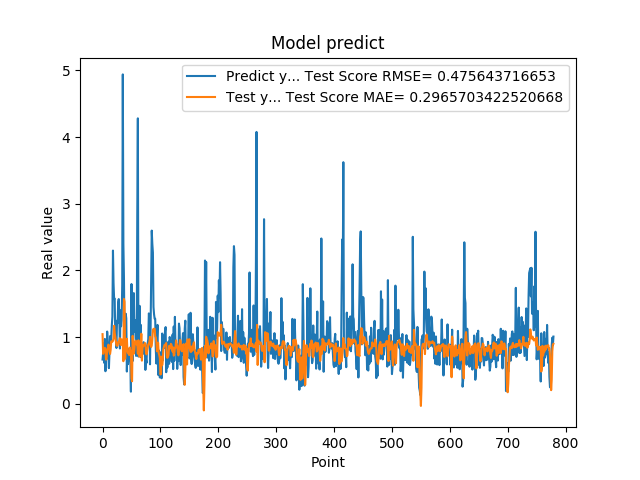 Model predict
Predict y... Test Score RMSE= 0.475643716653
Test y... Test Score MAE= 0.2965703422520668
5
4
3
2
1
0
Real value
0 100 200 300 400 500 600 700 800
Point